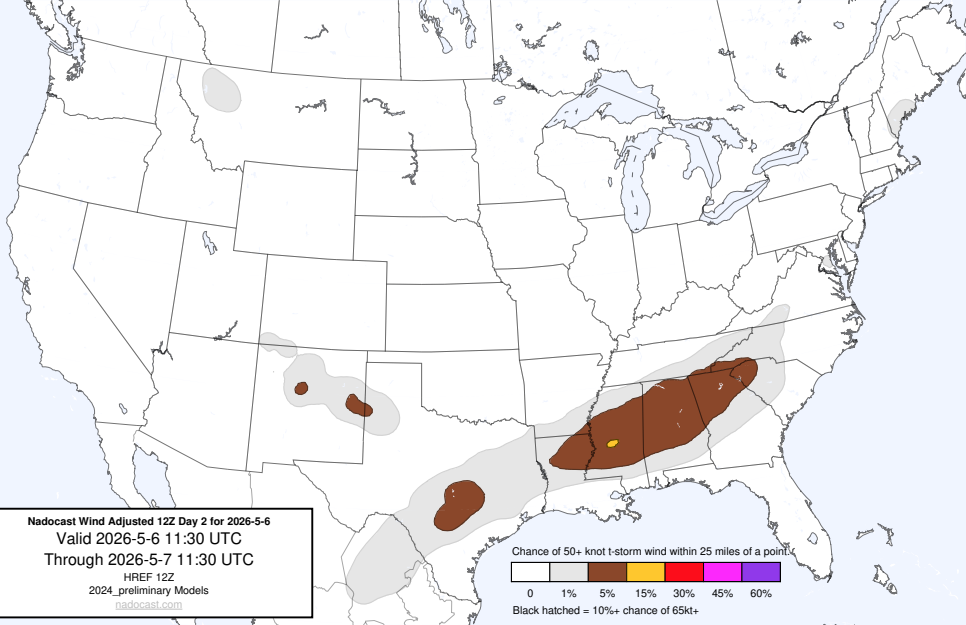 Nadocast Wind Adjusted 12Z Day 2 for 2026-5-6
Valid 2026-5-6 11:30 UTC
Through 2026-5-7 11:30 UTC
HREF 12Z
2024_preliminary Models
nadocast.com
Chance of 50+ knot t-storm wind within 25 miles of a point.
0 1% 5% 15% 30% 45% 60%
Black hatched = 10%+ chance of 65kt+